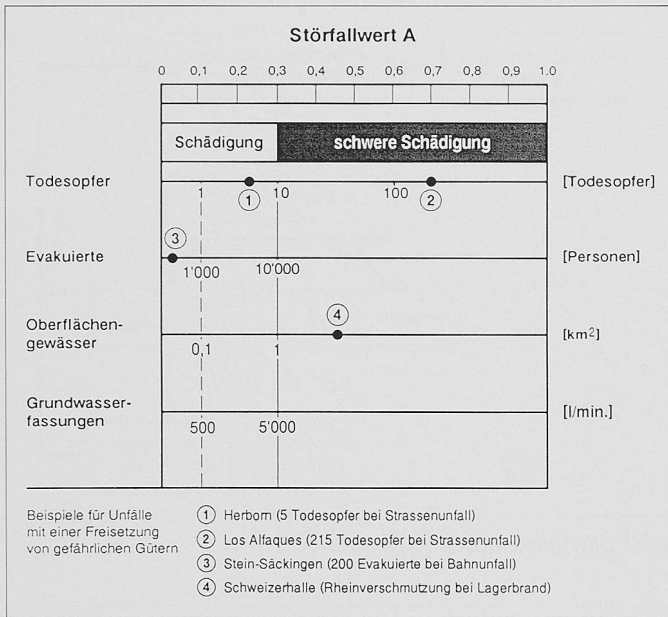 Störfallwert A
0 0,1 0,2 0,3 0,4 0,5 0,6 0,7 0,8 0,9 1.0
Schädigung schwere Schädigung
Todesopfer 1 1 10 100 2 [Todesopfer]
3
Evakuierte 1'000 10'000 [Personen]
4
Oberflächen-
gewässer 0,1 1 [km²]
Grundwasser-
fassungen 500 5'000 [l/min.]
Beispiele für Unfälle
mit einer Freisetzung
von gefährlichen Gütern
1 Herborn (5 Todesopfer bei Strassenunfall)
2 Los Alfaques (215 Todesopfer bei Strassenunfall)
3 Stein-Säckingen (200 Evakuierte bei Bahnunfall)
4 Schweizerhalle (Rheinverschmutzung bei Lagerbrand)